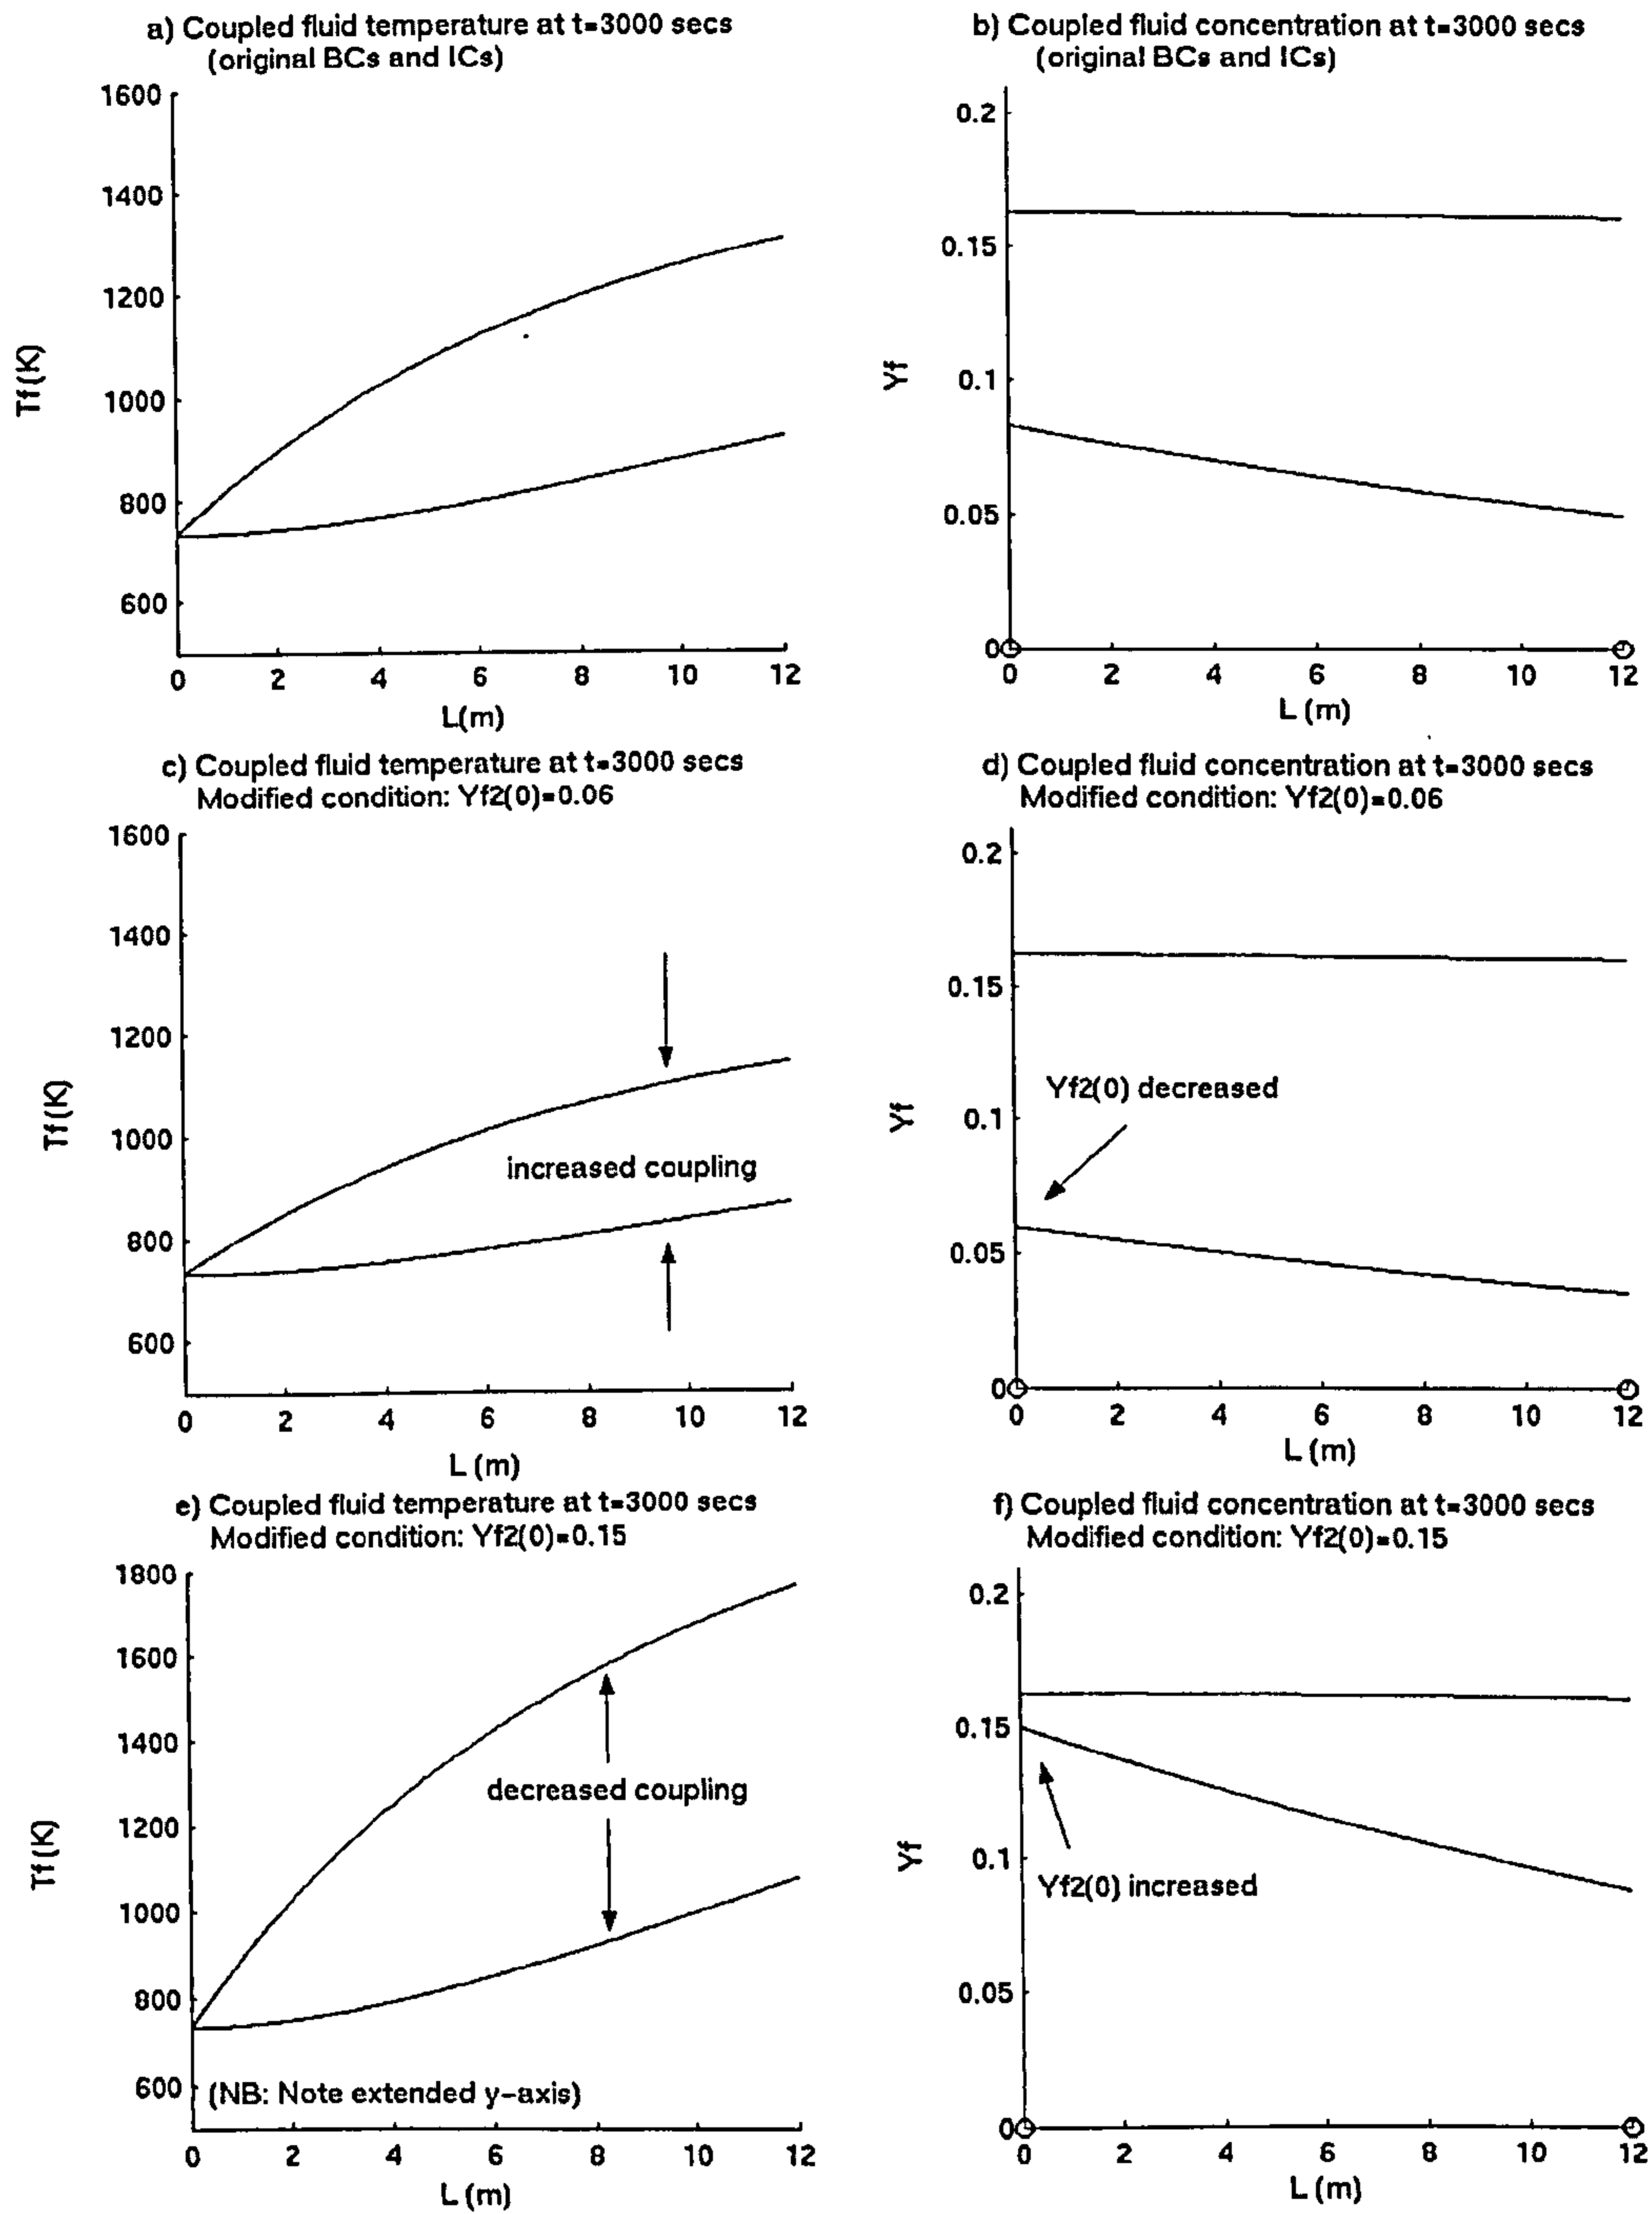 a) Coupled fluid temperature at t=3000 secs
(original BCs and ICs)
1600
1400
1200
1000
800
600
Tf(K)
0 2 4 6 8 10 12
L(m)
b) Coupled fluid concentration at t=3000 secs
(original BCs and ICs)
0.2
0.15
0.1
0.05
0
Yf
0 2 4 6 8 10 12
L (m)
c) Coupled fluid temperature at t=3000 secs
Modified condition: Yf2(0)=0.06
1600
1400
1200
1000
800
600
Tf(K)
increased coupling
0 2 4 6 8 10 12
L (m)
d) Coupled fluid concentration at t=3000 secs
Modified condition: Yf2(0)=0.06
0.2
0.15
0.1
0.05
0
Yf
Yf2(0) decreased
0 2 4 6 8 10 12
L (m)
e) Coupled fluid temperature at t=3000 secs
Modified condition: Yf2(0)=0.15
1800
1600
1400
1200
1000
800
600
Tf(K)
decreased coupling
(NB: Note extended y-axis)
0 2 4 6 8 10 12
L (m)
f) Coupled fluid concentration at t=3000 secs
Modified condition: Yf2(0)=0.15
0.2
0.15
0.1
0.05
0
Yf
Yf2(0) increased
0 2 4 6 8 10 12
L (m)